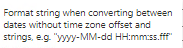 Format string when converting between
dates without time zone offset and
strings, e.g. "yyyy-MM-dd HH:mm:ss.fff"